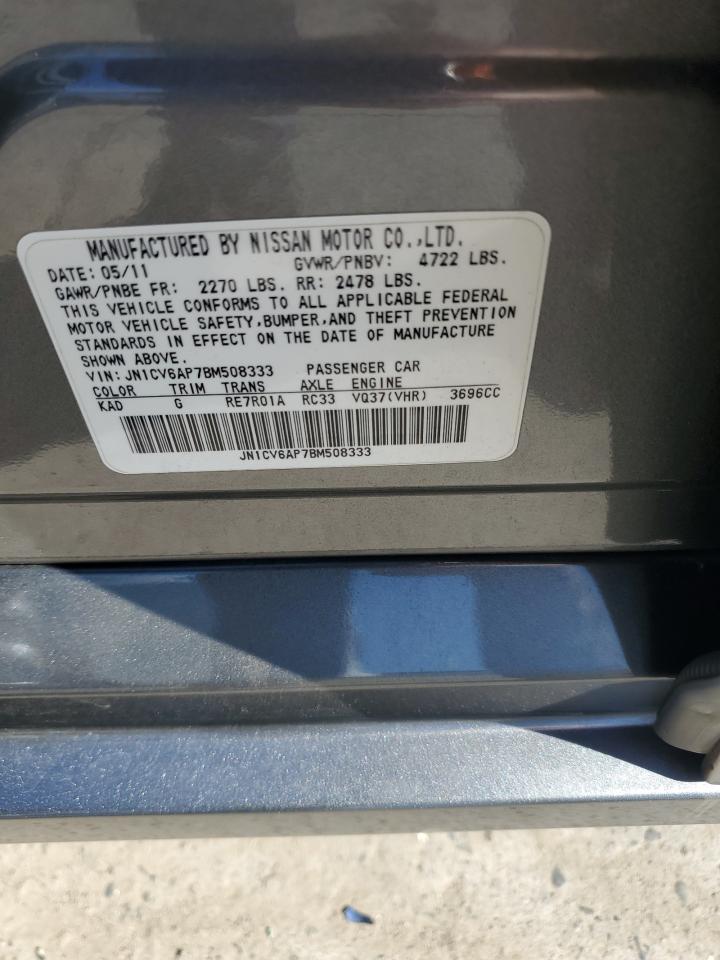 MANUFACTURED BY NISSAN MOTOR CO.,LTD.
DATE: 05/11 GVWR/PNBV: 4722 LBS.
GAWR/PNBE FR: 2270 LBS. RR: 2478 LBS.
THIS VEHICLE CONFORMS TO ALL APPLICABLE FEDERAL
MOTOR VEHICLE SAFETY,BUMPER,AND THEFT PREVENTION
STANDARDS IN EFFECT ON THE DATE OF MANUFACTURE
SHOWN ABOVE.
VIN: JN1CV6AP7BM508333 PASSENGER CAR
COLOR TRIM TRANS AXLE ENGINE
KAD G RE7R01A RC33 VQ37(VHR) 3696CC
JN1CV6AP7BM508333